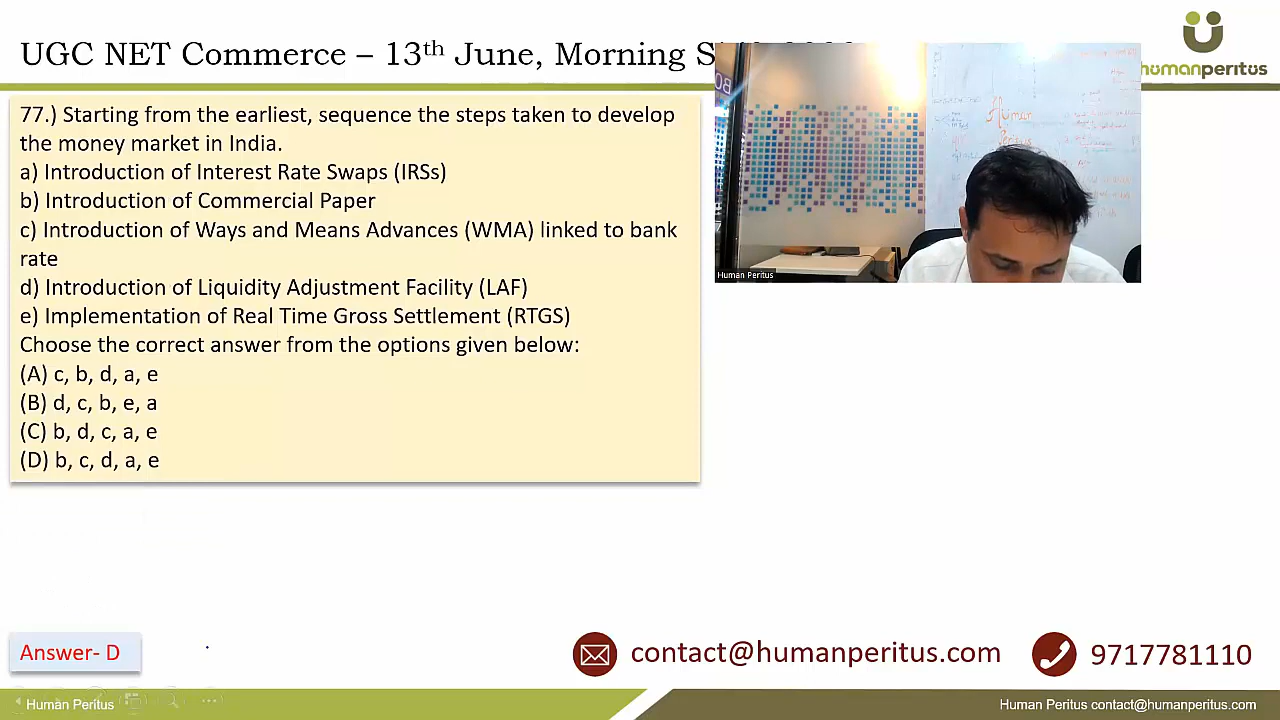 UGC NET Commerce – 13th June, Morning S
humanperitus
77.) Starting from the earliest, sequence the steps taken to develop
the money market in India.
a) Introduction of Interest Rate Swaps (IRSs)
b) Introduction of Commercial Paper
c) Introduction of Ways and Means Advances (WMA) linked to bank
rate
d) Introduction of Liquidity Adjustment Facility (LAF)
e) Implementation of Real Time Gross Settlement (RTGS)
Choose the correct answer from the options given below:
(A) c, b, d, a, e
(B) d, c, b, e, a
(C) b, d, c, a, e
(D) b, c, d, a, e
Human
Peritus
Human Peritus
Answer- D
contact@humanperitus.com
9717781110
Human Peritus
Human Peritus contact@humanperitus.com